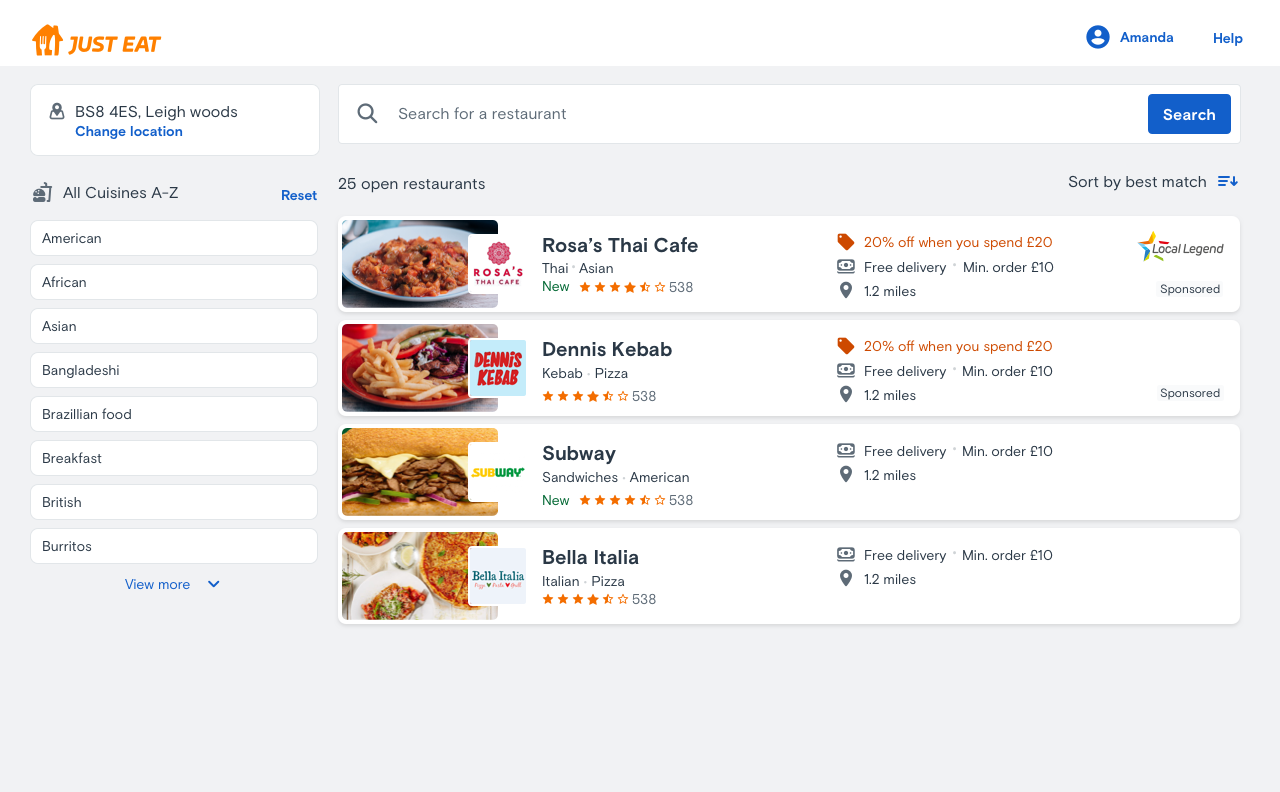 JUST EAT
Amanda
Help
BS8 4ES, Leigh woods
Change location
Search for a restaurant
Search
All Cuisines A-Z
Reset
American
African
Asian
Bangladeshi
Brazillian food
Breakfast
British
Burritos
View more
25 open restaurants
Sort by best match
ROSA'S
THAI CAFE
Rosa's Thai Cafe
Thai · Asian
New 538
20% off when you spend £20
Free delivery · Min. order £10
1.2 miles
Local Legend
Sponsored
DENNIS
KEBAB
Dennis Kebab
Kebab · Pizza
538
20% off when you spend £20
Free delivery · Min. order £10
1.2 miles
Sponsored
SUBWAY
Subway
Sandwiches · American
New 538
Free delivery · Min. order £10
1.2 miles
Bella Italia
Pizza Pasta Grill
Bella Italia
Italian · Pizza
538
Free delivery · Min. order £10
1.2 miles